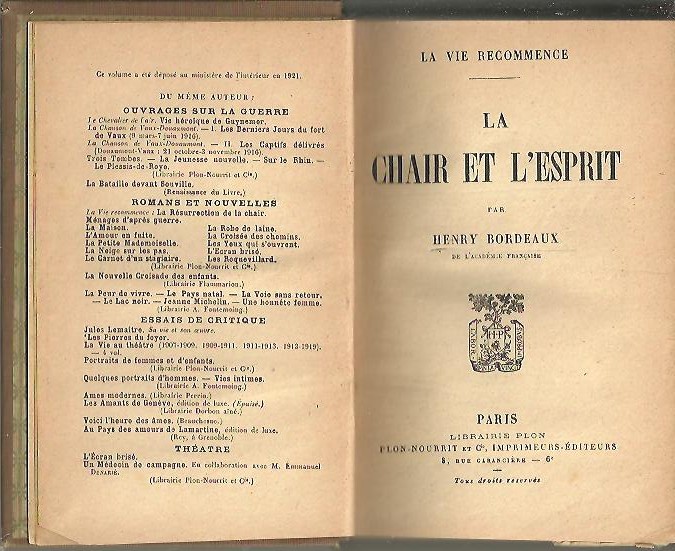 Ce volume a été déposé au ministère de l'intérieur en 1921.
DU MÊME AUTEUR:
OUVRAGES SUR LA GUERRE
Le Chevalier de l'air. Vie héroïque de Guynemer.
La Chanson de Vaux-Douaumont. — I. Les Derniers Jours du fort
de Vaux (9 mars-7 juin 1916).
La Chanson de Vaux-Douaumont. — II. Les Captifs délivrés
(Douaumont-Vaux : 21 octobre-3 novembre 1916).
Trois Tombes. — La Jeunesse nouvelle. — Sur le Rhin. —
Le Plessis-de-Roye.
(Librairie Plon-Nourrit et Cie.)
La Bataille devant Souville.
(Renaissance du Livre.)
ROMANS ET NOUVELLES
La Vie recommence : La Résurrection de la chair.
Ménages d'après guerre.
La Maison. La Robe de laine.
L'Amour en fuite. La Croisée des chemins.
La Petite Mademoiselle. Les Yeux qui s'ouvrent.
La Neige sur les pas. L'Écran brisé.
Le Carnet d'un stagiaire. Les Roquevillard.
(Librairie Plon-Nourrit et Cie.)
La Nouvelle Croisade des enfants.
(Librairie Flammarion.)
La Peur de vivre. — Le Pays natal. — La Voie sans retour.
— Le Lac noir. — Jeanne Michelin. — Une honnête femme.
(Librairie A. Fontemoing.)
ESSAIS DE CRITIQUE
Jules Lemaître, Sa vie et son œuvre.
Les Pierres du foyer.
La Vie au théâtre (1907-1909, 1909-1911, 1911-1913, 1913-1919).
— 4 vol.
Portraits de femmes et d'enfants.
(Librairie Plon-Nourrit et Cie.)
Quelques portraits d'hommes. — Vies intimes.
(Librairie A. Fontemoing.)
Ames modernes. (Librairie Perrin.)
Les Amants de Genève, édition de luxe. (Épuisé.)
(Librairie Dorbon aîné.)
Voici l'heure des âmes. (Beauchesne.)
Au Pays des amours de Lamartine, édition de luxe.
(Rey, à Grenoble.)
THÉATRE
L'Écran brisé.
Un Médecin de campagne. En collaboration avec M. Emmanuel
DENARIÉ.
(Librairie Plon-Nourrit et Cie.)
LA VIE RECOMMENCE
LA
CHAIR ET L'ESPRIT
PAR
HENRY BORDEAUX
DE L'ACADÉMIE FRANÇAISE
PARIS
LIBRAIRIE PLON
PLON-NOURRIT ET Cie, IMPRIMEURS-ÉDITEURS
8, RUE GARANCIÈRE — 6e
Tous droits réservés